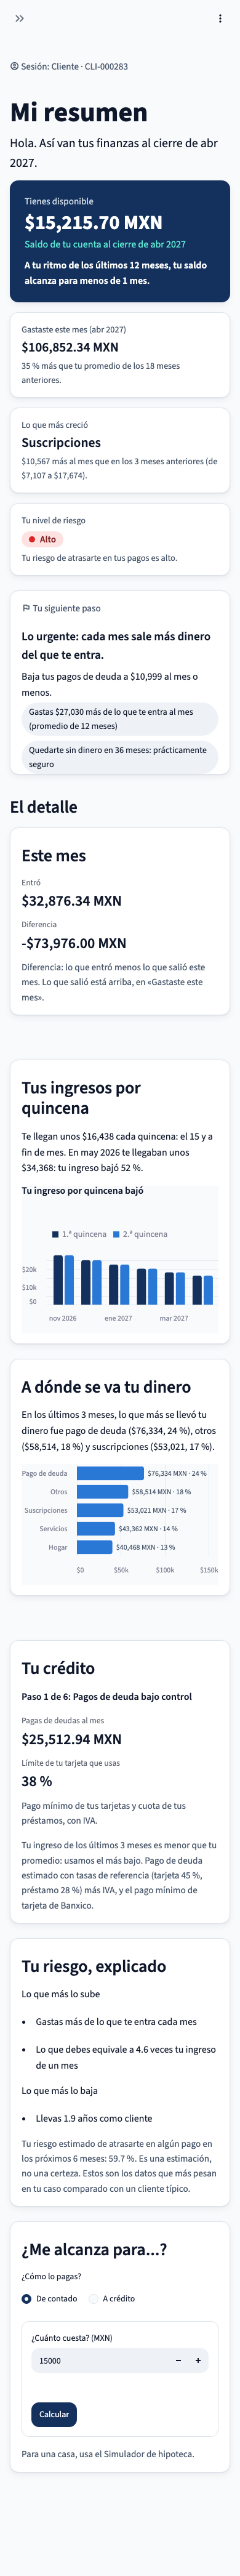 Sesión: Cliente · CLI-000283
Mi resumen
Hola. Así van tus finanzas al cierre de abr
2027.
Tienes disponible
$15,215.70 MXN
Saldo de tu cuenta al cierre de abr 2027
A tu ritmo de los últimos 12 meses, tu saldo
alcanza para menos de 1 mes.
Gastaste este mes (abr 2027)
$106,852.34 MXN
35 % más que tu promedio de los 18 meses
anteriores.
Lo que más creció
Suscripciones
$10,567 más al mes que en los 3 meses anteriores (de
$7,107 a $17,674).
Tu nivel de riesgo
Alto
Tu riesgo de atrasarte en tus pagos es alto.
Tu siguiente paso
Lo urgente: cada mes sale más dinero
del que te entra.
Baja tus pagos de deuda a $10,999 al mes o
menos.
Gastas $27,030 más de lo que te entra al mes
(promedio de 12 meses)
Quedarte sin dinero en 36 meses: prácticamente
seguro
El detalle
Este mes
Entró
$32,876.34 MXN
Diferencia
-$73,976.00 MXN
Diferencia: lo que entró menos lo que salió este
mes. Lo que salió está arriba, en «Gastaste este
mes».
Tus ingresos por
quincena
Te llegan unos $16,438 cada quincena: el 15 y a
fin de mes. En may 2026 te llegaban unos
$34,368: tu ingreso bajó 52 %.
Tu ingreso por quincena bajó
1.ª quincena 2.ª quincena
$20k
$10k
$0
nov 2026 ene 2027 mar 2027
A dónde se va tu dinero
En los últimos 3 meses, lo que más se llevó tu
dinero fue pago de deuda ($76,334, 24 %), otros
($58,514, 18 %) y suscripciones ($53,021, 17 %).
Pago de deuda $76,334 MXN · 24 %
Otros $58,514 MXN · 18 %
Suscripciones $53,021 MXN · 17 %
Servicios $43,362 MXN · 14 %
Hogar $40,468 MXN · 13 %
$0 $50k $100k $150k
Tu crédito
Paso 1 de 6: Pagos de deuda bajo control
Pagas de deudas al mes
$25,512.94 MXN
Límite de tu tarjeta que usas
38 %
Pago mínimo de tus tarjetas y cuota de tus
préstamos, con IVA.
Tu ingreso de los últimos 3 meses es menor que tu
promedio: usamos el más bajo. Pago de deuda
estimado con tasas de referencia (tarjeta 45 %,
préstamo 28 %) más IVA, y el pago mínimo de
tarjeta de Banxico.
Tu riesgo, explicado
Lo que más lo sube
• Gastas más de lo que te entra cada mes
• Lo que debes equivale a 4.6 veces tu ingreso
de un mes
Lo que más lo baja
• Llevas 1.9 años como cliente
Tu riesgo estimado de atrasarte en algún pago en
los próximos 6 meses: 59.7 %. Es una estimación,
no una certeza. Estos son los datos que más pesan
en tu caso comparado con un cliente típico.
¿Me alcanza para...?
¿Cómo lo pagas?
De contado A crédito
¿Cuánto cuesta? (MXN)
15000
Calcular
Para una casa, usa el Simulador de hipoteca.